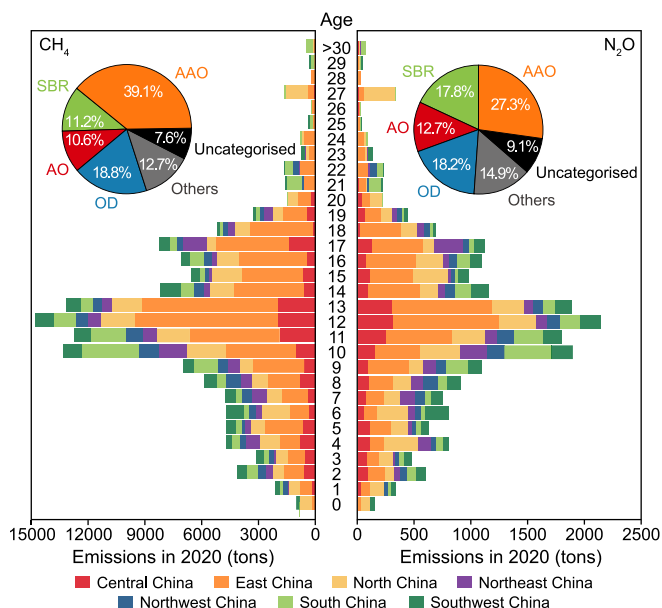 Age
CH4
N2O
SBR
AAO
39.1%
11.2%
10.6%
AO
18.8%
OD
12.7%
Others
7.6%
Uncategorised
SBR
17.8%
AAO
27.3%
AO
12.7%
18.2%
OD
14.9%
Others
9.1%
Uncategorised
>30
29
28
27
26
25
24
23
22
21
20
19
18
17
16
15
14
13
12
11
10
9
8
7
6
5
4
3
2
1
0
15000 12000 9000 6000 3000 0
0 500 1000 1500 2000 2500
Emissions in 2020 (tons)
Emissions in 2020 (tons)
Central China East China North China Northeast China
Northwest China South China Southwest China